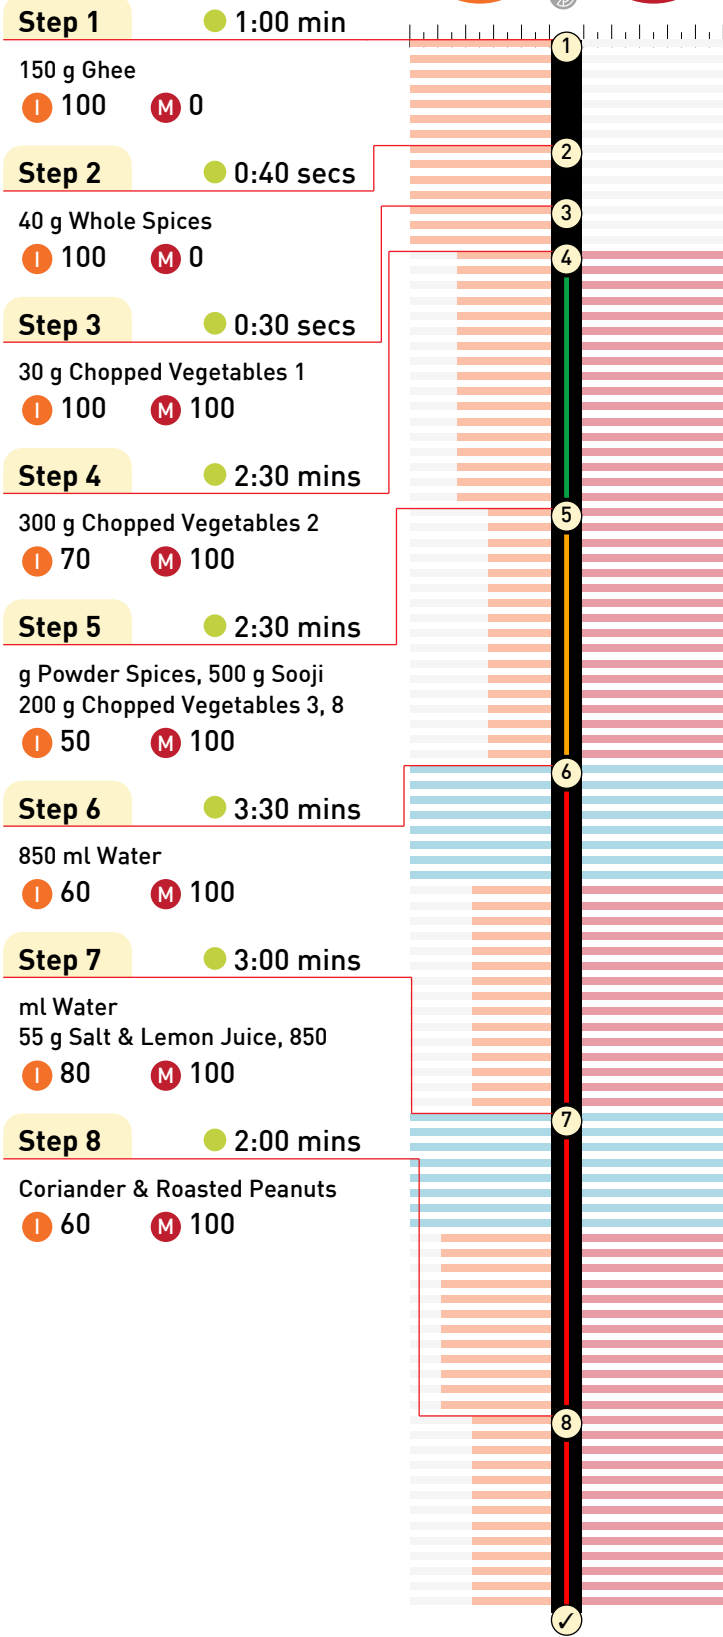 Step 1 1:00 min
150 g Ghee
I 100 M 0
Step 2 0:40 secs
40 g Whole Spices
I 100 M 0
Step 3 0:30 secs
30 g Chopped Vegetables 1
I 100 M 100
Step 4 2:30 mins
300 g Chopped Vegetables 2
I 70 M 100
Step 5 2:30 mins
g Powder Spices, 500 g Sooji
200 g Chopped Vegetables 3, 8
I 50 M 100
Step 6 3:30 mins
850 ml Water
I 60 M 100
Step 7 3:00 mins
ml Water
55 g Salt & Lemon Juice, 850
I 80 M 100
Step 8 2:00 mins
Coriander & Roasted Peanuts
I 60 M 100
1
2
3
4
5
6
7
8
✓